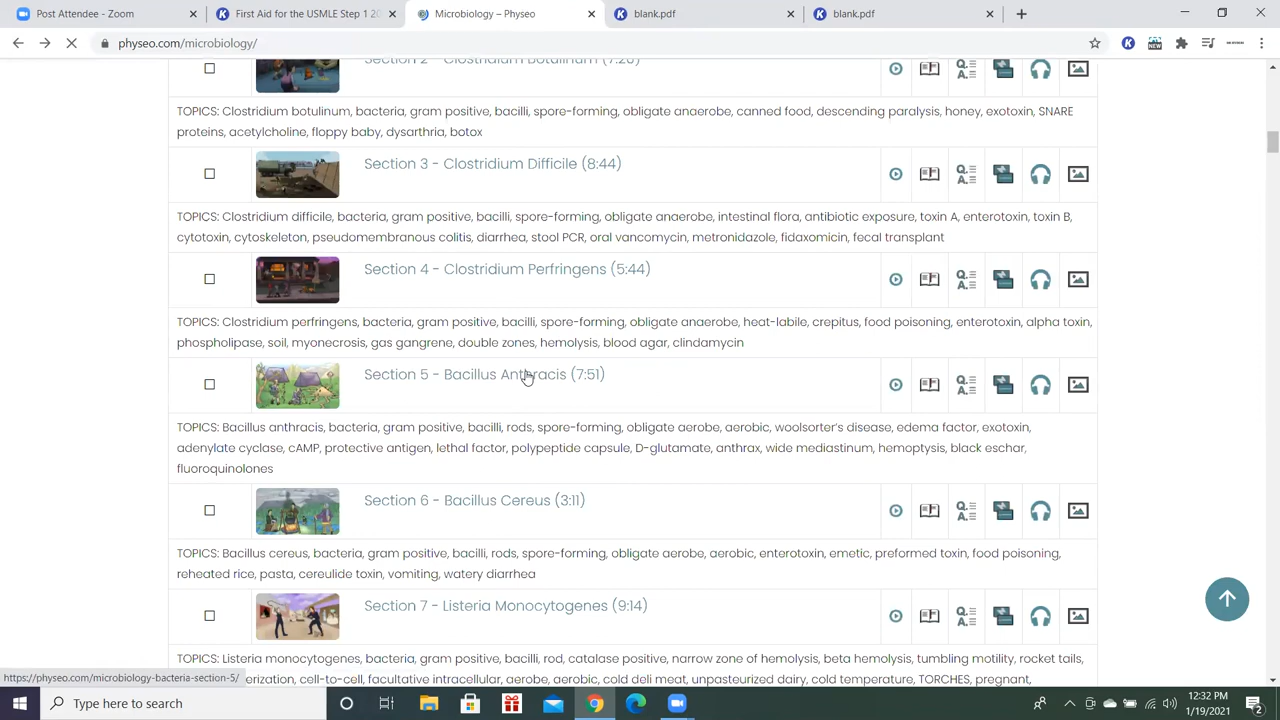 Post Attendee - Zoom
First Aid for the USMLE Step 1 20
Microbiology – Physeo
blank.pdf
blank.pdf
physeo.com/microbiology/
NEW
Section 2 - Clostridium Botulinum (7:26)
TOPICS: Clostridium botulinum, bacteria, gram positive, bacilli, spore-forming, obligate anaerobe, canned food, descending paralysis, honey, exotoxin, SNARE
proteins, acetylcholine, floppy baby, dysarthria, botox
Section 3 - Clostridium Difficile (8:44)
TOPICS: Clostridium difficile, bacteria, gram positive, bacilli, spore-forming, obligate anaerobe, intestinal flora, antibiotic exposure, toxin A, enterotoxin, toxin B,
cytotoxin, cytoskeleton, pseudomembranous colitis, diarrhea, stool PCR, oral vancomycin, metronidazole, fidaxomicin, fecal transplant
Section 4 - Clostridium Perfringens (5:44)
TOPICS: Clostridium perfringens, bacteria, gram positive, bacilli, spore-forming, obligate anaerobe, heat-labile, crepitus, food poisoning, enterotoxin, alpha toxin,
phospholipase, soil, myonecrosis, gas gangrene, double zones, hemolysis, blood agar, clindamycin
Section 5 - Bacillus Anthracis (7:51)
TOPICS: Bacillus anthracis, bacteria, gram positive, bacilli, rods, spore-forming, obligate aerobe, aerobic, woolsorter's disease, edema factor, exotoxin,
adenylate cyclase, cAMP, protective antigen, lethal factor, polypeptide capsule, D-glutamate, anthrax, wide mediastinum, hemoptysis, black eschar,
fluoroquinolones
Section 6 - Bacillus Cereus (3:11)
TOPICS: Bacillus cereus, bacteria, gram positive, bacilli, rods, spore-forming, obligate aerobe, aerobic, enterotoxin, emetic, preformed toxin, food poisoning,
reheated rice, pasta, cereulide toxin, vomiting, watery diarrhea
Section 7 - Listeria Monocytogenes (9:14)
TOPICS: Listeria monocytogenes, bacteria, gram positive, bacilli, rod, catalase positive, narrow zone of hemolysis, beta hemolysis, tumbling motility, rocket tails,
https://physeo.com/microbiology-bacteria-section-5/
erization, cell-to-cell, facultative intracellular, aerobe, aerobic, cold deli meat, unpasteurized dairy, cold temperature, TORCHES, pregnant,
Type here to search
12:32 PM
1/19/2021
2